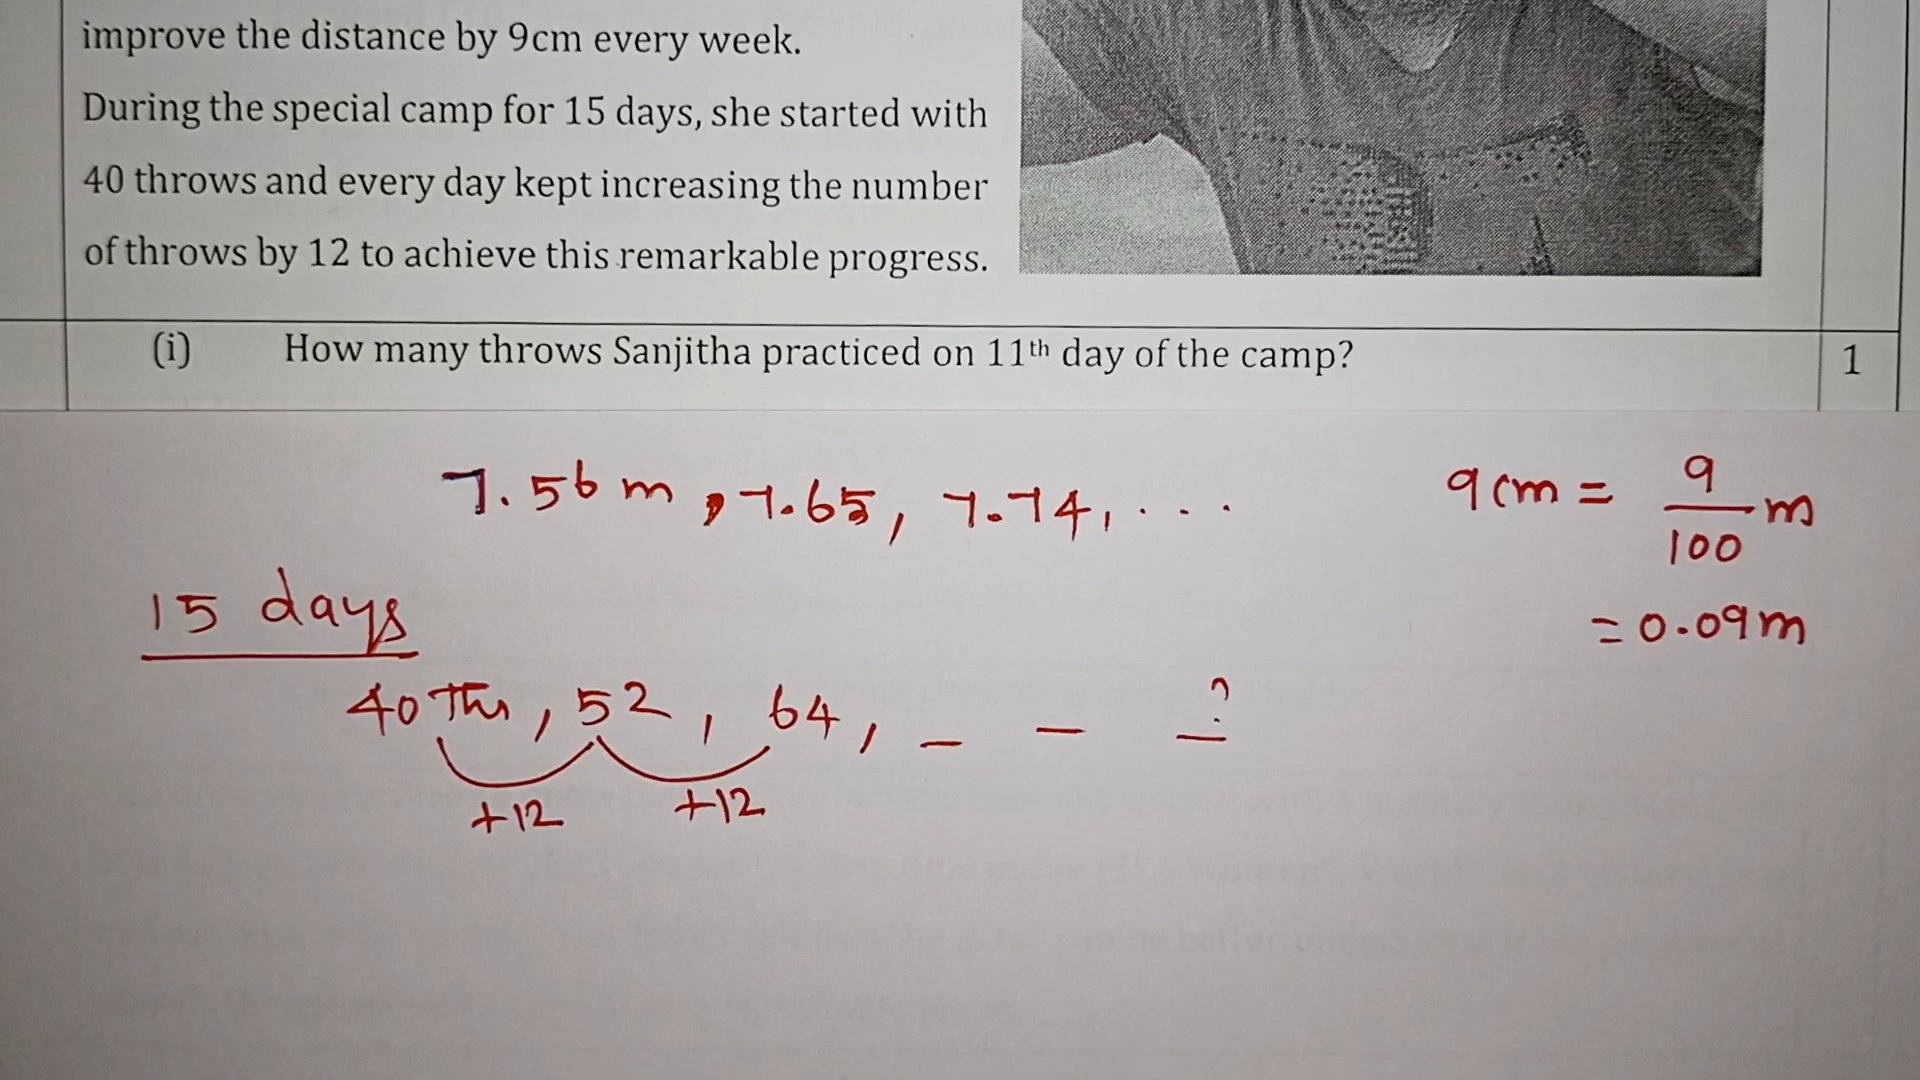 improve the distance by 9cm every week.
During the special camp for 15 days, she started with
40 throws and every day kept increasing the number
of throws by 12 to achieve this remarkable progress.
(i) How many throws Sanjitha practiced on 11th day of the camp? 1
7.56 m, 7.65, 7.74, . . .
9cm = 9/100 m
= 0.09m
15 days
40 Thr, 52, 64, _ _ ?
+12 +12